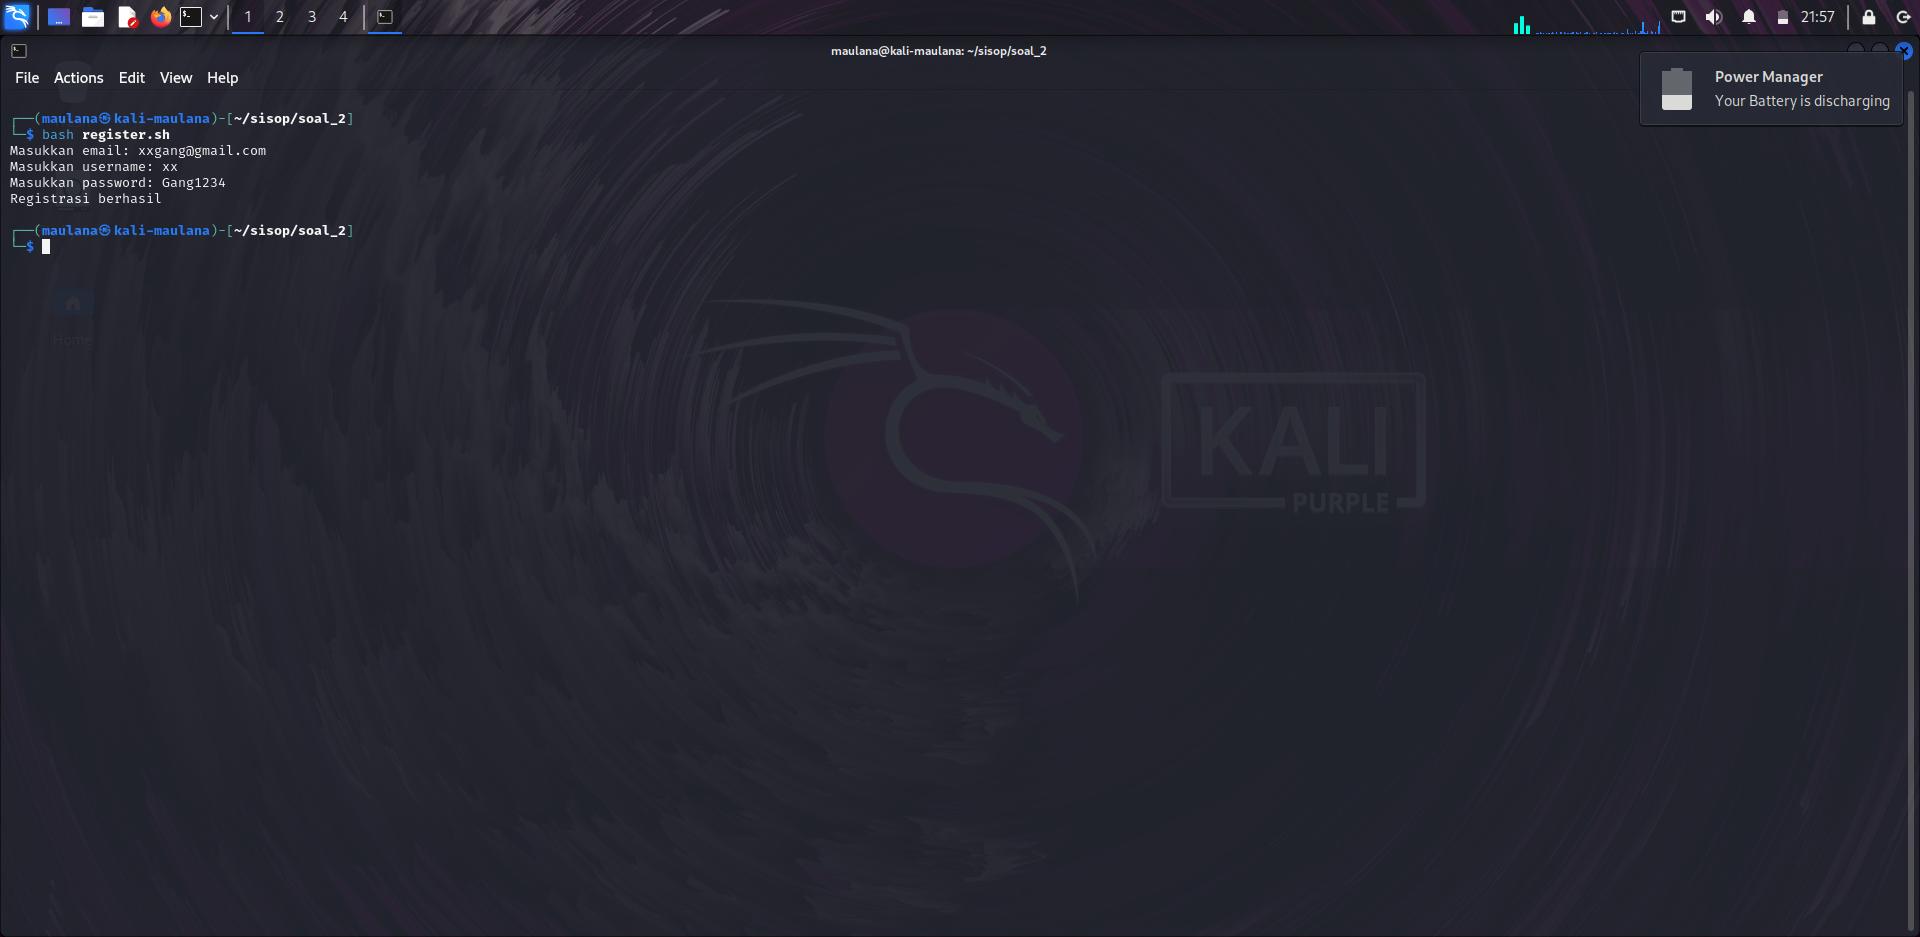 1 2 3 4 21:57
maulana@kali-maulana: ~/sisop/soal_2
File Actions Edit View Help
Power Manager
Your Battery is discharging
┌──(maulana㉿kali-maulana)-[~/sisop/soal_2]
└─$ bash register.sh
Masukkan email: xxgang@gmail.com
Masukkan username: xx
Masukkan password: Gang1234
Registrasi berhasil
┌──(maulana㉿kali-maulana)-[~/sisop/soal_2]
└─$
Home
KALI
PURPLE